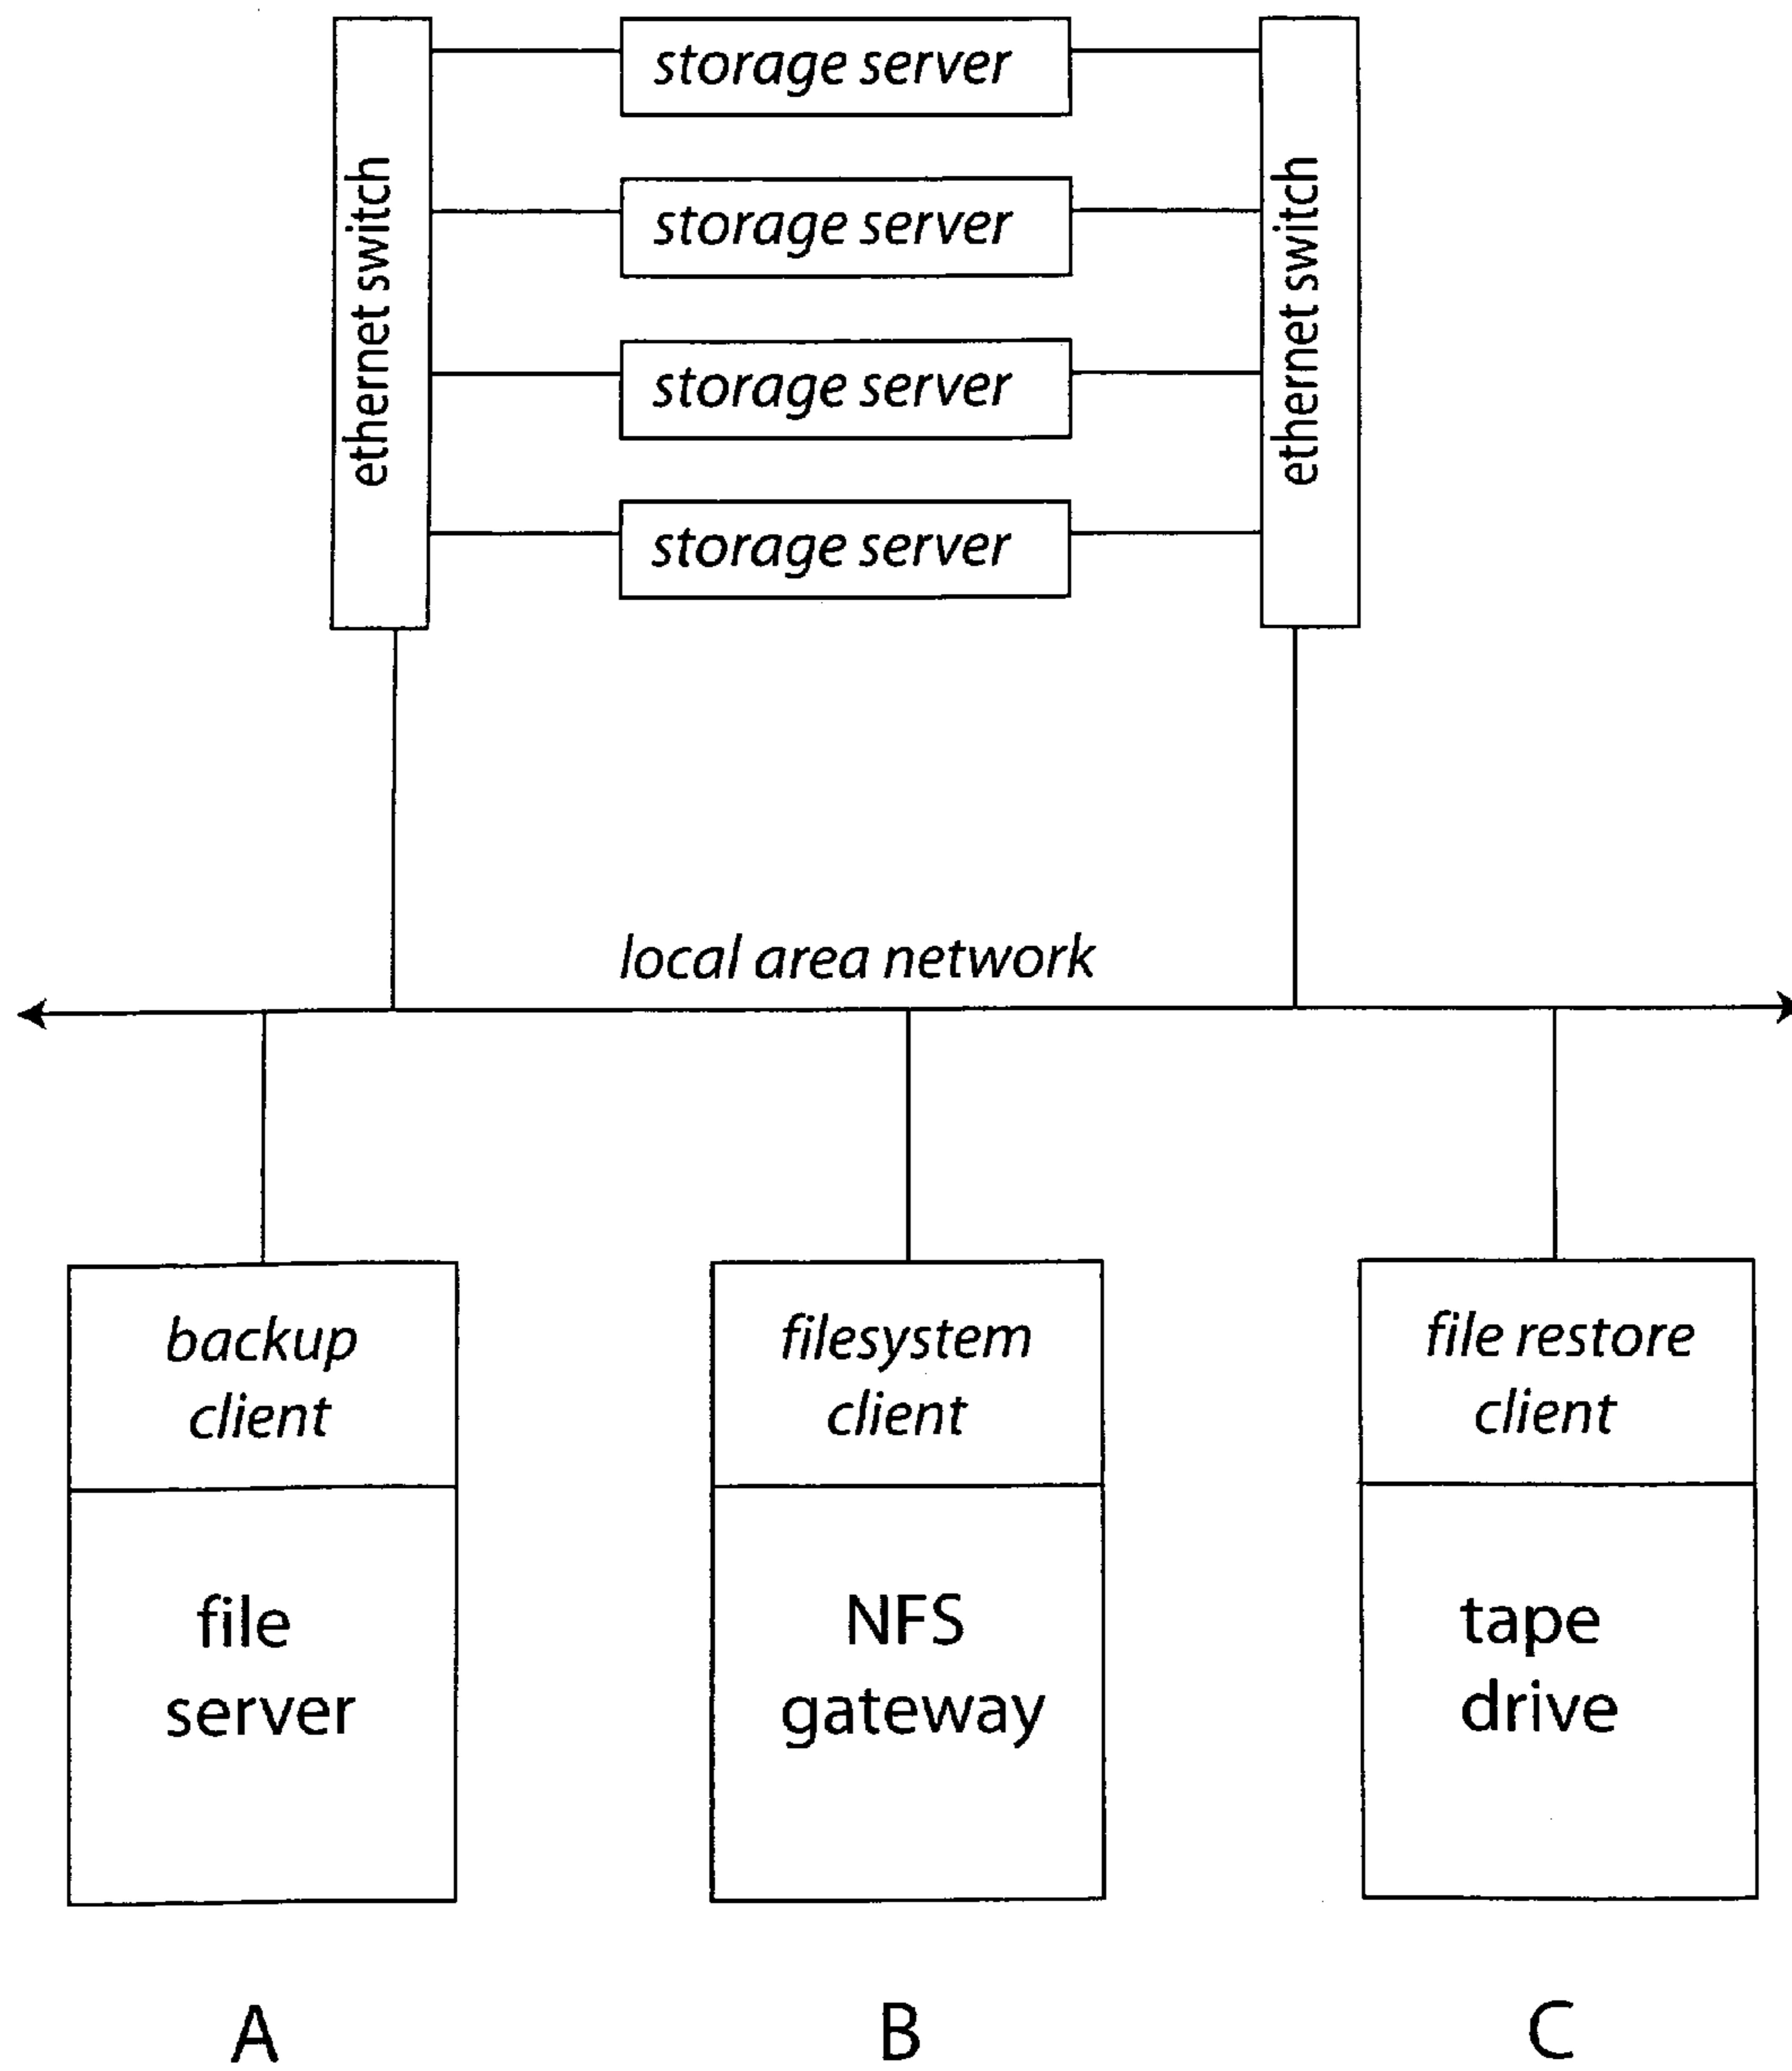 storage server
storage server
storage server
storage server
ethernet switch
ethernet switch
local area network
backup
client
filesystem
client
file restore
client
file
server
NFS
gateway
tape
drive
A
B
C